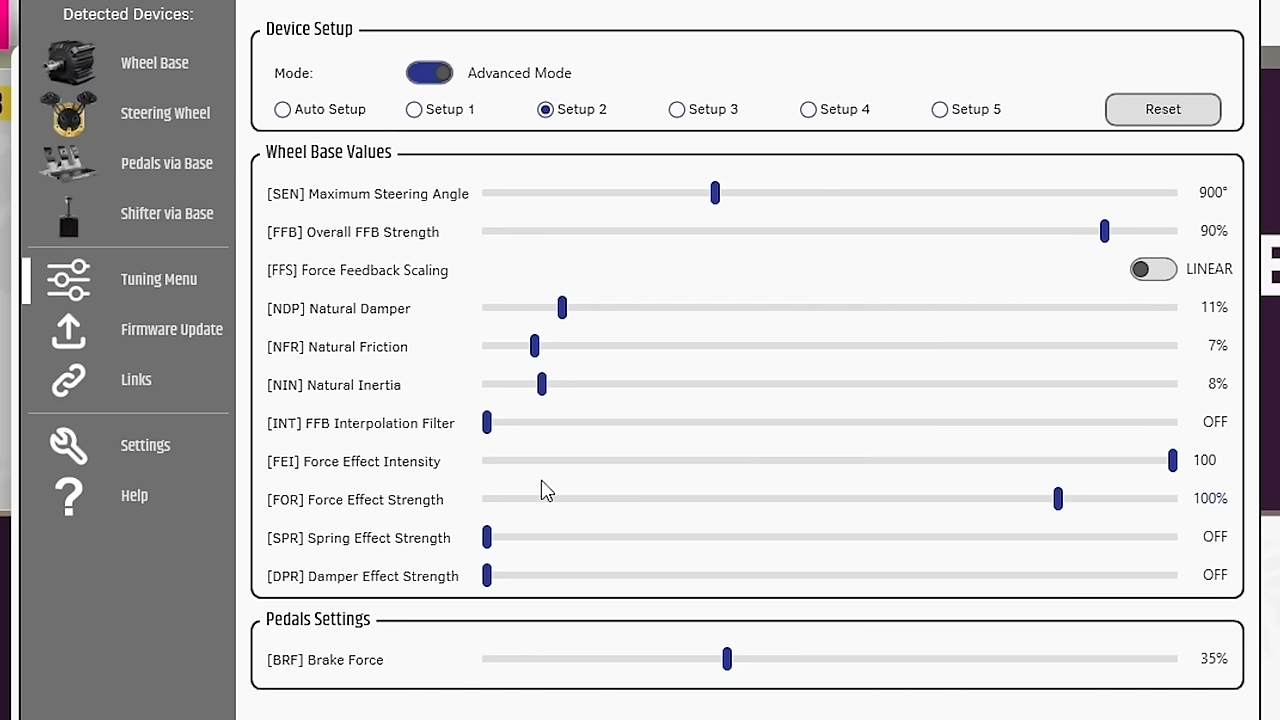 Detected Devices:
Wheel Base
Steering Wheel
Pedals via Base
Shifter via Base
Tuning Menu
Firmware Update
Links
Settings
Help
Device Setup
Mode: Advanced Mode
Auto Setup Setup 1 Setup 2 Setup 3 Setup 4 Setup 5 Reset
Wheel Base Values
[SEN] Maximum Steering Angle 900°
[FFB] Overall FFB Strength 90%
[FFS] Force Feedback Scaling LINEAR
[NDP] Natural Damper 11%
[NFR] Natural Friction 7%
[NIN] Natural Inertia 8%
[INT] FFB Interpolation Filter OFF
[FEI] Force Effect Intensity 100
[FOR] Force Effect Strength 100%
[SPR] Spring Effect Strength OFF
[DPR] Damper Effect Strength OFF
Pedals Settings
[BRF] Brake Force 35%